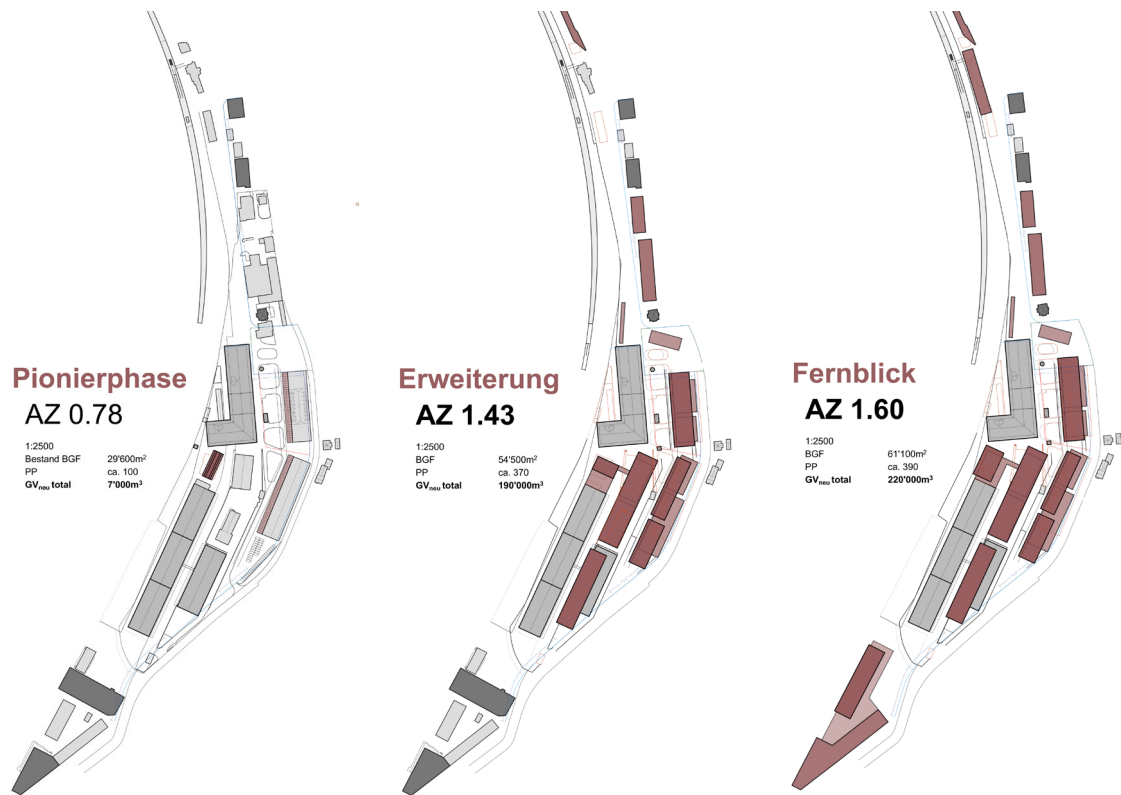 Pionierphase
AZ 0.78
1:2500
Bestand BGF 29'600m²
PP ca. 100
GVneu total 7'000m³
Erweiterung
AZ 1.43
1:2500
BGF 54'500m²
PP ca. 370
GVneu total 190'000m³
Fernblick
AZ 1.60
1:2500
BGF 61'100m²
PP ca. 390
GVneu total 220'000m³